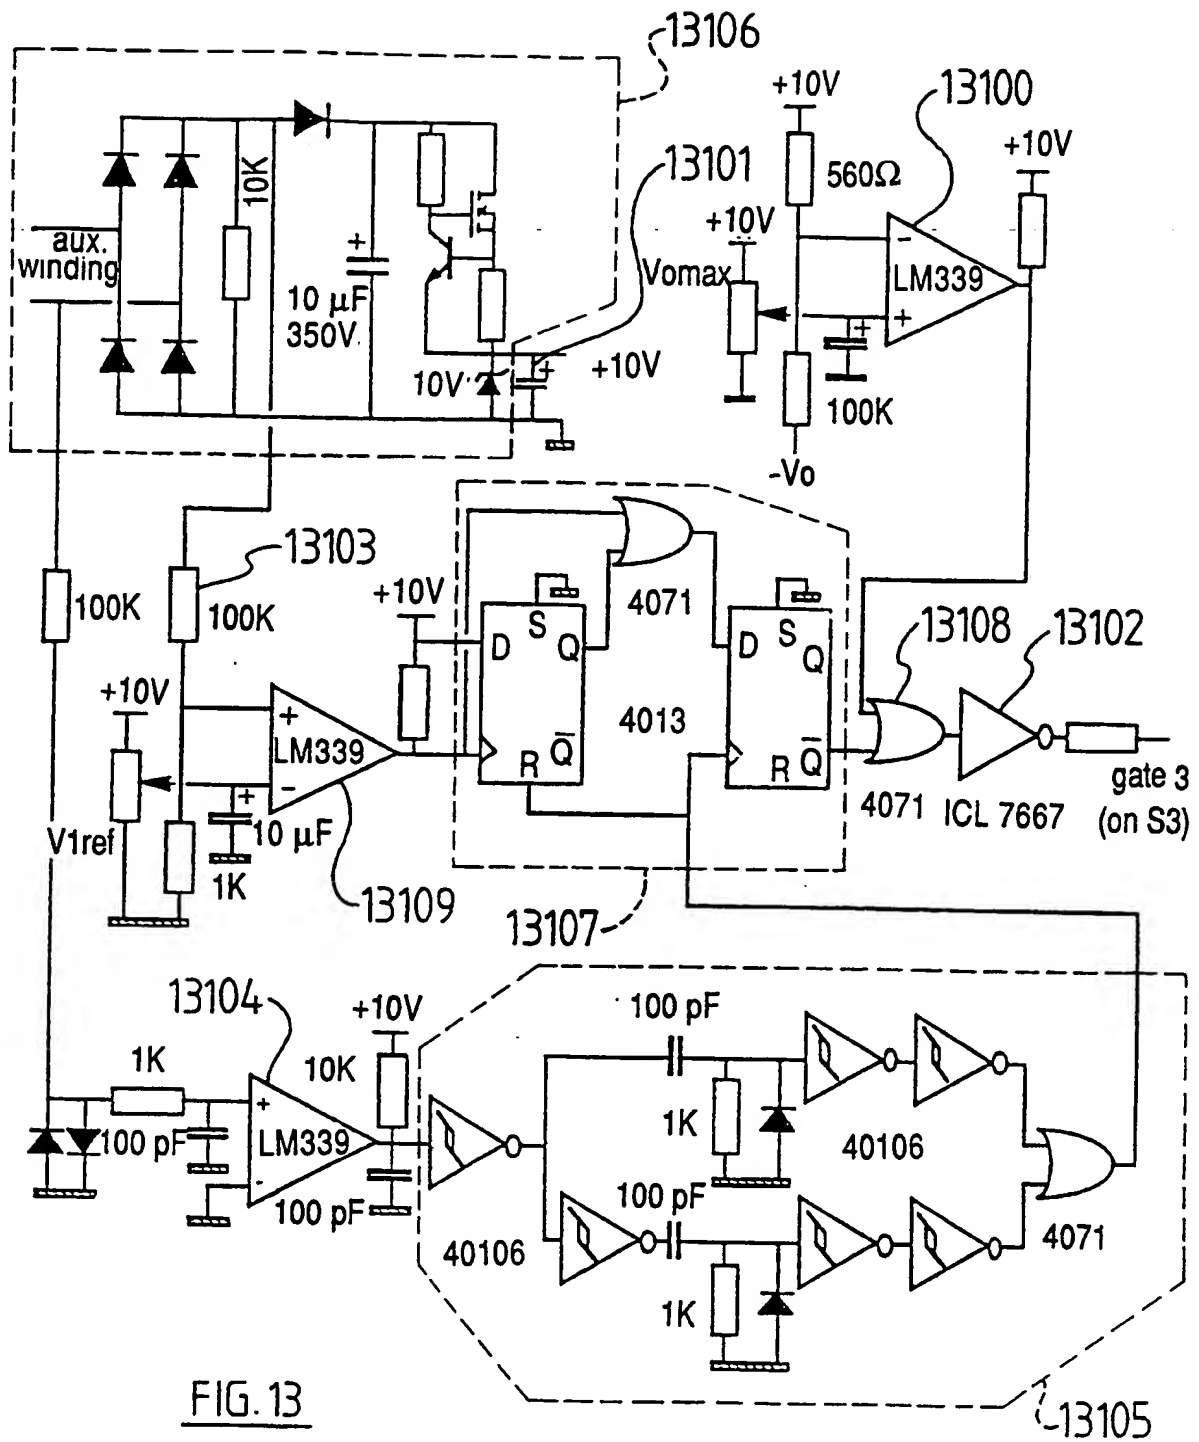 13106
+10V
13100
+10V
560Ω
13101
+10V
Vomax
LM339
-
+
100K
-Vo
aux.
winding
10K
+
10 µF
350V
10V
+
+10V
+
13103
100K
100K
+10V
V1ref
+
LM339
-
+
10 µF
1K
13109
+10V
D
S
Q
R
Q
4071
4013
D
S
Q
R
Q
13107
13108
13102
4071
ICL 7667
gate 3
(on S3)
13104
1K
100 pF
+
LM339
-
+10V
10K
100 pF
100 pF
1K
40106
40106
100 pF
1K
4071
13105
FIG. 13